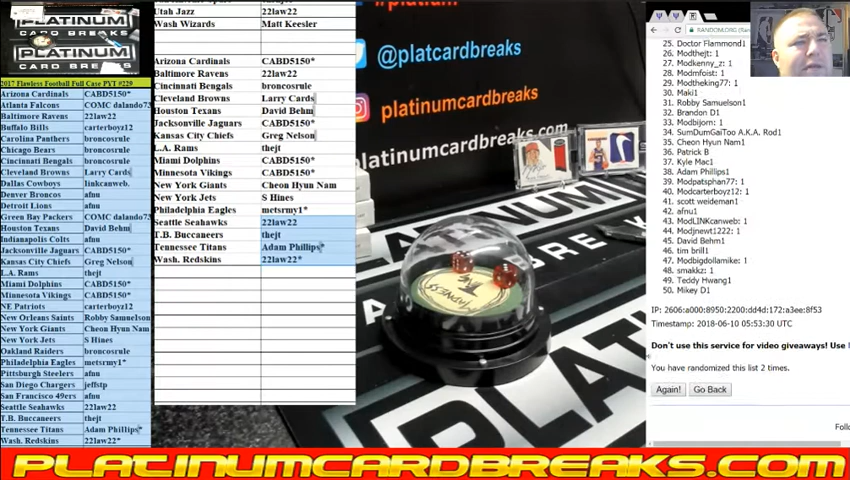 PLATINUM
CARD BREAKS
PLATINUM
CARD BREAKS
2017 Flawless Football Full Case PYT #229
Arizona Cardinals CABD5150*
Atlanta Falcons COMC dalando73
Baltimore Ravens 22law22
Buffalo Bills carterboyz12
Carolina Panthers broncosrule
Chicago Bears broncosrule
Cincinnati Bengals broncosrule
Cleveland Browns Larry Cards
Dallas Cowboys linkcanweb.
Denver Broncos afnu
Detroit Lions afnu
Green Bay Packers COMC dalando73
Houston Texans David Behm
Indianapolis Colts afnu
Jacksonville Jaguars CABD5150*
Kansas City Chiefs Greg Nelson
L.A. Rams thejt
Miami Dolphins CABD5150*
Minnesota Vikings CABD5150*
NE Patriots carterboyz12
New Orleans Saints Robby Samuelson
New York Giants Cheon Hyun Nam
New York Jets S Hines
Oakland Raiders broncosrule
Philadelphia Eagles metsrmy1*
Pittsburgh Steelers afnu
San Diego Chargers jeffstp
San Francisco 49ers afnu
Seattle Seahawks 22law22
T.B. Buccaneers thejt
Tennessee Titans Adam Phillips*
Wash. Redskins 22law22*
Utah Jazz 22law22
Wash Wizards Matt Keesler
Arizona Cardinals CABD5150*
Baltimore Ravens 22law22
Cincinnati Bengals broncosrule
Cleveland Browns Larry Cards
Houston Texans David Behm
Jacksonville Jaguars CABD5150*
Kansas City Chiefs Greg Nelson
L.A. Rams thejt
Miami Dolphins CABD5150*
Minnesota Vikings CABD5150*
New York Giants Cheon Hyun Nam
New York Jets S Hines
Philadelphia Eagles metsrmy1*
Seattle Seahawks 22law22
T.B. Buccaneers thejt
Tennessee Titans Adam Phillips*
Wash. Redskins 22law22*
@platcardbreaks
platinumcardbreaks
platinumcardbreaks.com
RANDOM.ORG
25. Doctor Flammond1
26. Modthejt: 1
27. Modkenny_z: 1
28. Modmfoist: 1
29. Modtheking77: 1
30. Maki1
31. Robby Samuelson1
32. Brandon D1
33. Modbijorn: 1
34. SumDumGaiToo A.K.A. Rod1
35. Cheon Hyun Nam1
36. Patrick B
37. Kyle Mac1
38. Adam Phillips1
39. Modpatsphan77: 1
40. Modcarterboyz12: 1
41. scott weideman1
42. afnu1
43. ModLINKcanweb: 1
44. Modjnewt1222: 1
45. David Behm1
46. tim brill1
47. Modbigdollamike: 1
48. smakkz: 1
49. Teddy Hwang1
50. Mikey D1
IP: 2606:a000:8950:2200:dd4d:172:a3ee:8f53
Timestamp: 2018-06-10 05:53:30 UTC
Don't use this service for video giveaways! Use
You have randomized this list 2 times.
Again! Go Back
Follo
PLATINUMCARDBREAKS.COM